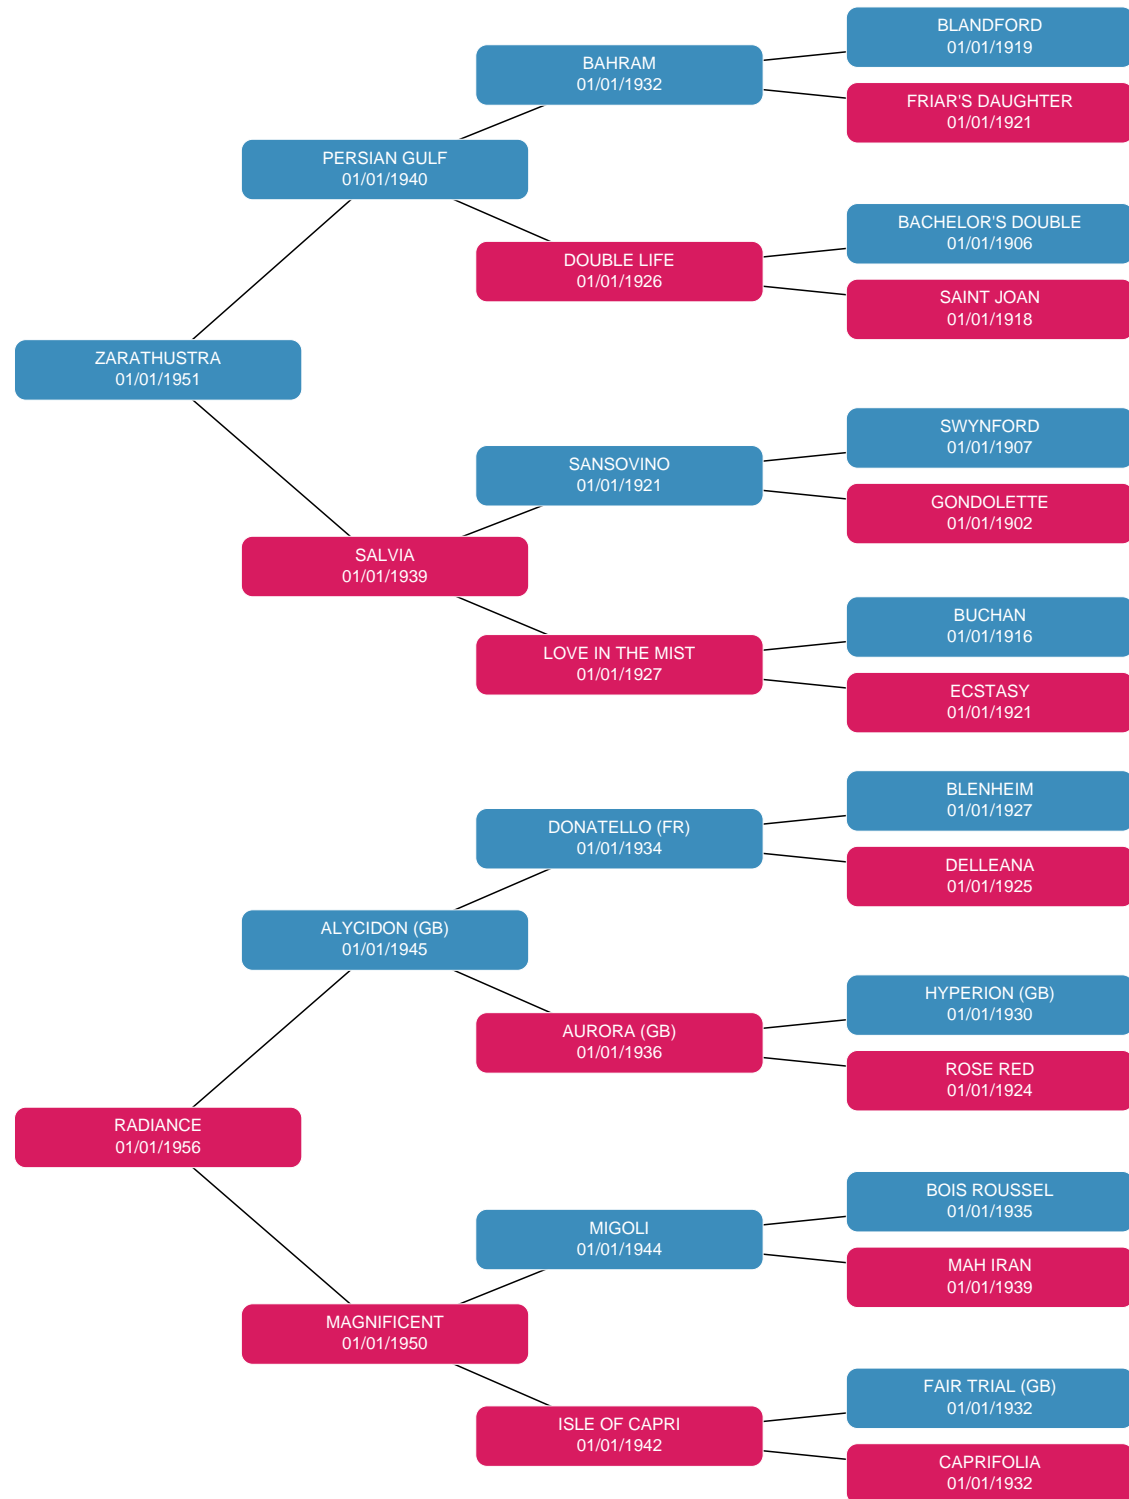 BLANDFORD
01/01/1919
BAHRAM
01/01/1932
FRIAR'S DAUGHTER
01/01/1921
PERSIAN GULF
01/01/1940
BACHELOR'S DOUBLE
01/01/1906
DOUBLE LIFE
01/01/1926
SAINT JOAN
01/01/1918
ZARATHUSTRA
01/01/1951
SWYNFORD
01/01/1907
SANSOVINO
01/01/1921
GONDOLETTE
01/01/1902
SALVIA
01/01/1939
BUCHAN
01/01/1916
LOVE IN THE MIST
01/01/1927
ECSTASY
01/01/1921
BLENHEIM
01/01/1927
DONATELLO (FR)
01/01/1934
DELLEANA
01/01/1925
ALYCIDON (GB)
01/01/1945
HYPERION (GB)
01/01/1930
AURORA (GB)
01/01/1936
ROSE RED
01/01/1924
RADIANCE
01/01/1956
BOIS ROUSSEL
01/01/1935
MIGOLI
01/01/1944
MAH IRAN
01/01/1939
MAGNIFICENT
01/01/1950
FAIR TRIAL (GB)
01/01/1932
ISLE OF CAPRI
01/01/1942
CAPRIFOLIA
01/01/1932